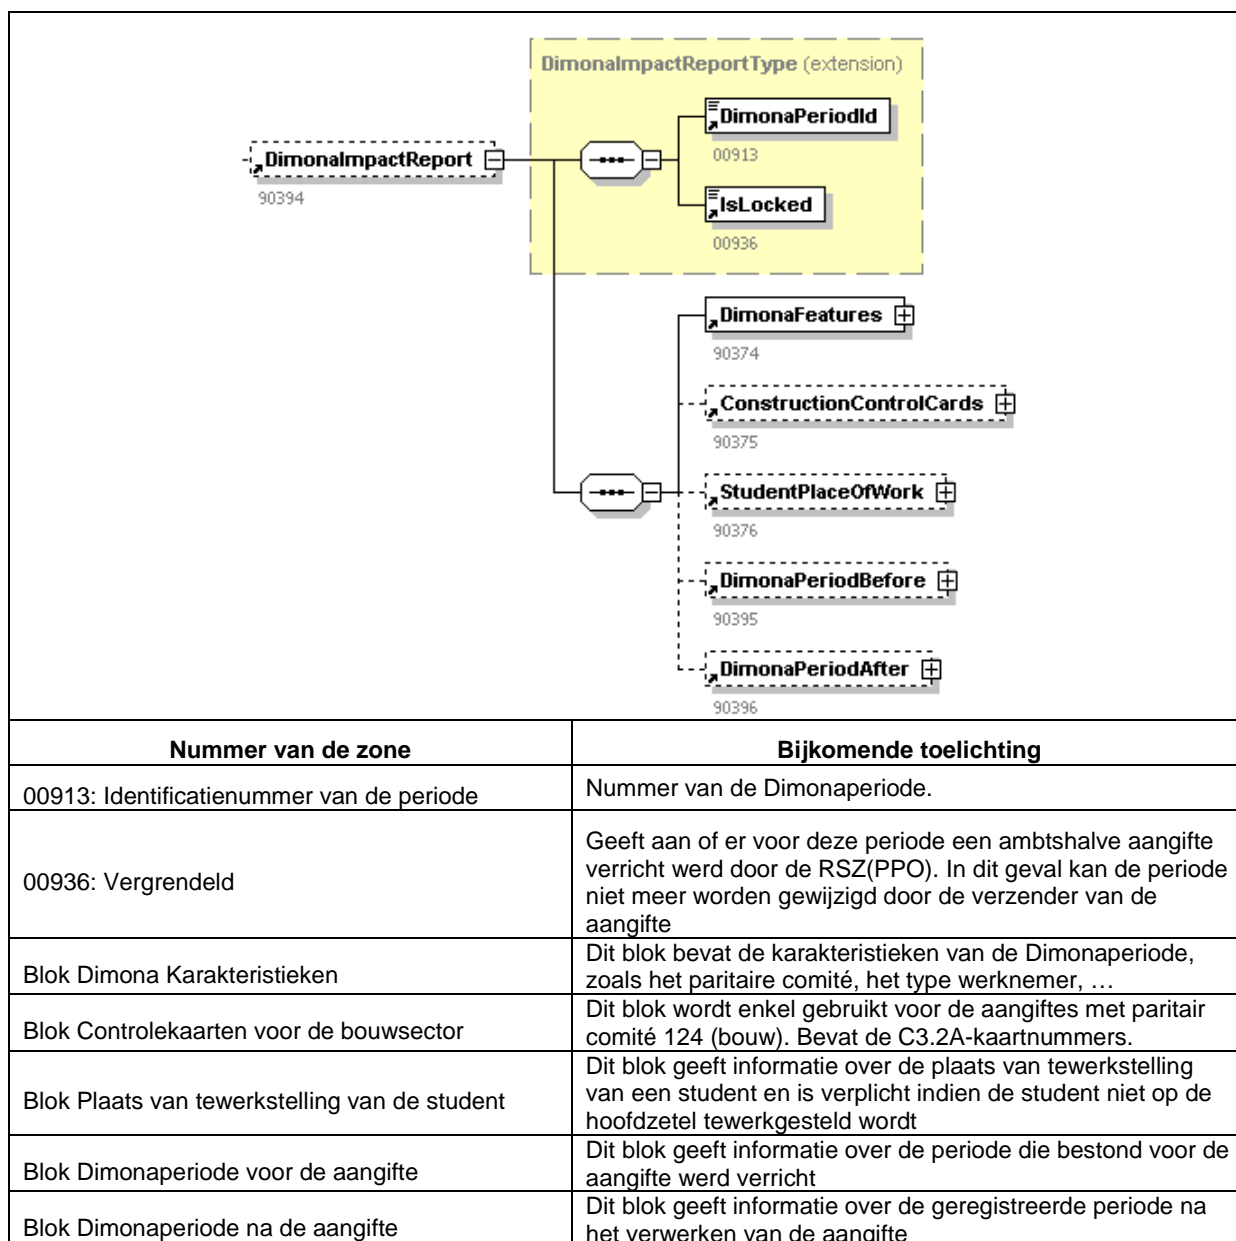 DimonaImpactReportType (extension)
DimonaPeriodId
00913
DimonaImpactReport
90394
IsLocked
00936
DimonaFeatures
90374
ConstructionControlCards
90375
StudentPlaceOfWork
90376
DimonaPeriodBefore
90395
DimonaPeriodAfter
90396
Nummer van de zone
Bijkomende toelichting
00913: Identificatienummer van de periode
Nummer van de Dimonaperiode.
00936: Vergrendeld
Geeft aan of er voor deze periode een ambtshalve aangifte
verricht werd door de RSZ(PPO). In dit geval kan de periode
niet meer worden gewijzigd door de verzender van de
aangifte
Blok Dimona Karakteristieken
Dit blok bevat de karakteristieken van de Dimonaperiode,
zoals het paritaire comité, het type werknemer, …
Blok Controlekaarten voor de bouwsector
Dit blok wordt enkel gebruikt voor de aangiftes met paritair
comité 124 (bouw). Bevat de C3.2A-kaartnummers.
Blok Plaats van tewerkstelling van de student
Dit blok geeft informatie over de plaats van tewerkstelling
van een student en is verplicht indien de student niet op de
hoofdzetel tewerkgesteld wordt
Blok Dimonaperiode voor de aangifte
Dit blok geeft informatie over de periode die bestond voor de
aangifte werd verricht
Blok Dimonaperiode na de aangifte
Dit blok geeft informatie over de geregistreerde periode na
het verwerken van de aangifte